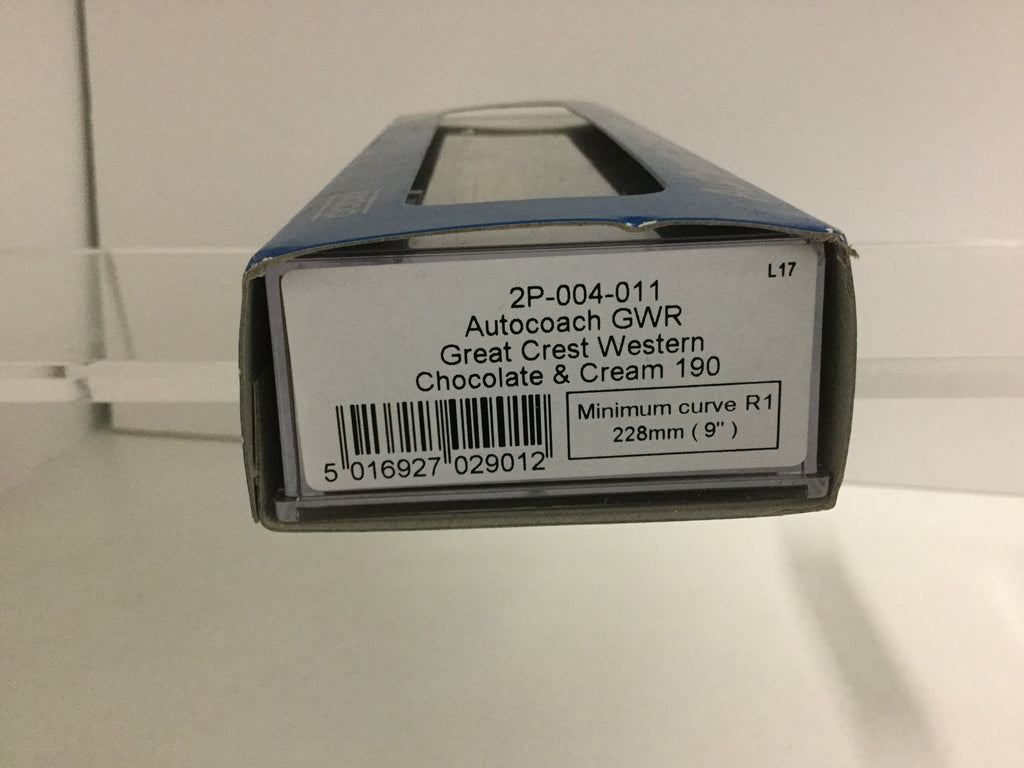 L17
2P-004-011
Autocoach GWR
Great Crest Western
Chocolate & Cream 190
Minimum curve R1
228mm ( 9" )
5 016927 029012